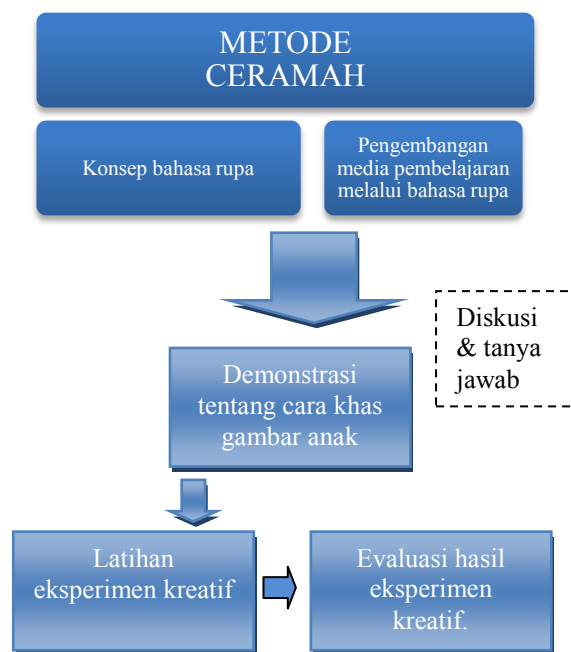 METODE
CERAMAH
Konsep bahasa rupa
Pengembangan
media pembelajaran
melalui bahasa rupa
Diskusi
& tanya
jawab
Demonstrasi
tentang cara khas
gambar anak
Latihan
eksperimen kreatif
Evaluasi hasil
eksperimen
kreatif.